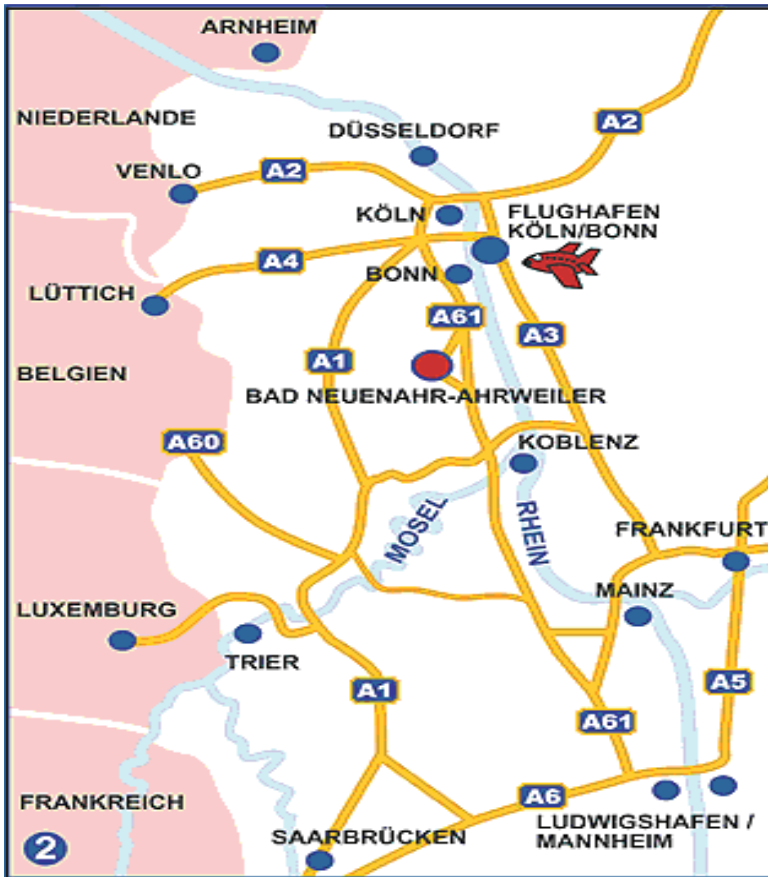 ARNHEIM
NIEDERLANDE
DÜSSELDORF
A2
VENLO
A2
KÖLN
FLUGHAFEN
KÖLN/BONN
A4
BONN
LÜTTICH
A61
A3
A1
BELGIEN
BAD NEUENAHR-AHRWEILER
A60
KOBLENZ
MOSEL
RHEIN
FRANKFURT
MAINZ
LUXEMBURG
TRIER
A1
A5
A61
FRANKREICH
A6
LUDWIGSHAFEN /
MANNHEIM
SAARBRÜCKEN
2